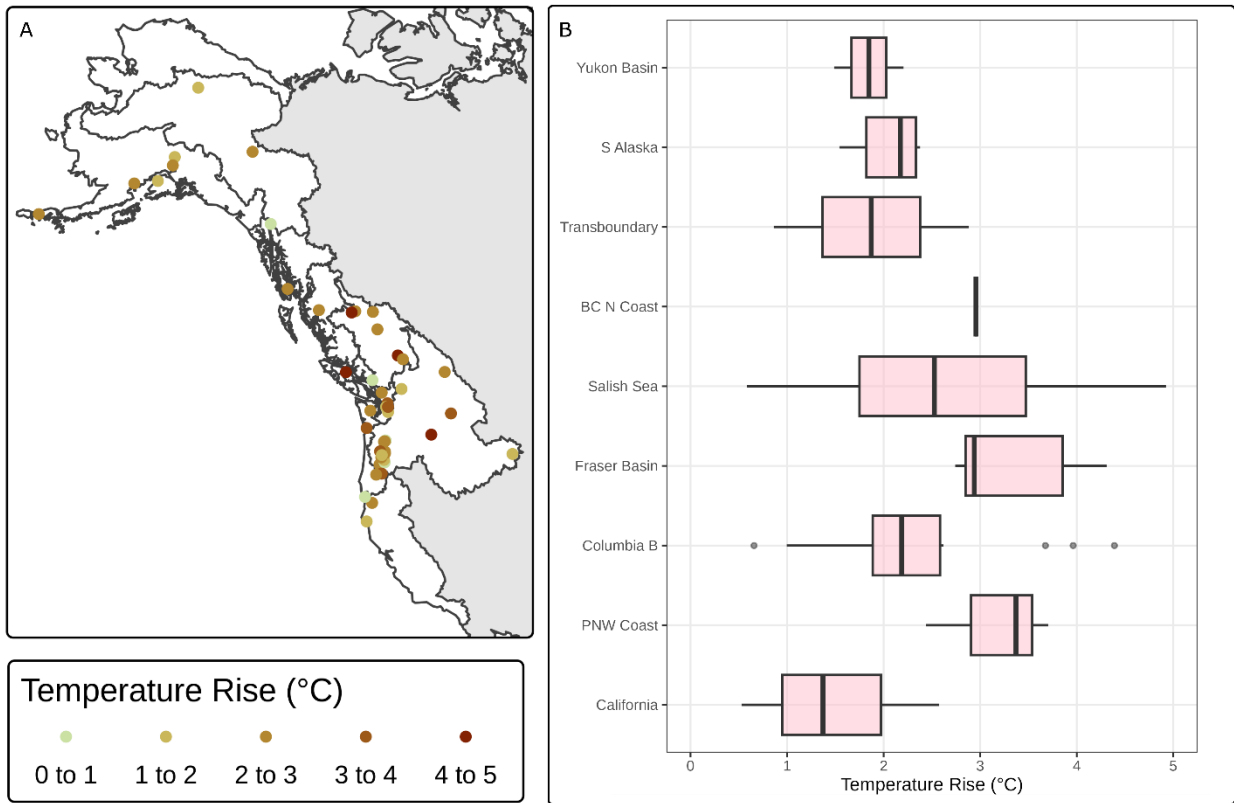 A
Temperature Rise (°C)
0 to 1
1 to 2
2 to 3
3 to 4
4 to 5
B
Yukon Basin
S Alaska
Transboundary
BC N Coast
Salish Sea
Fraser Basin
Columbia B
PNW Coast
California
0 1 2 3 4 5
Temperature Rise (°C)